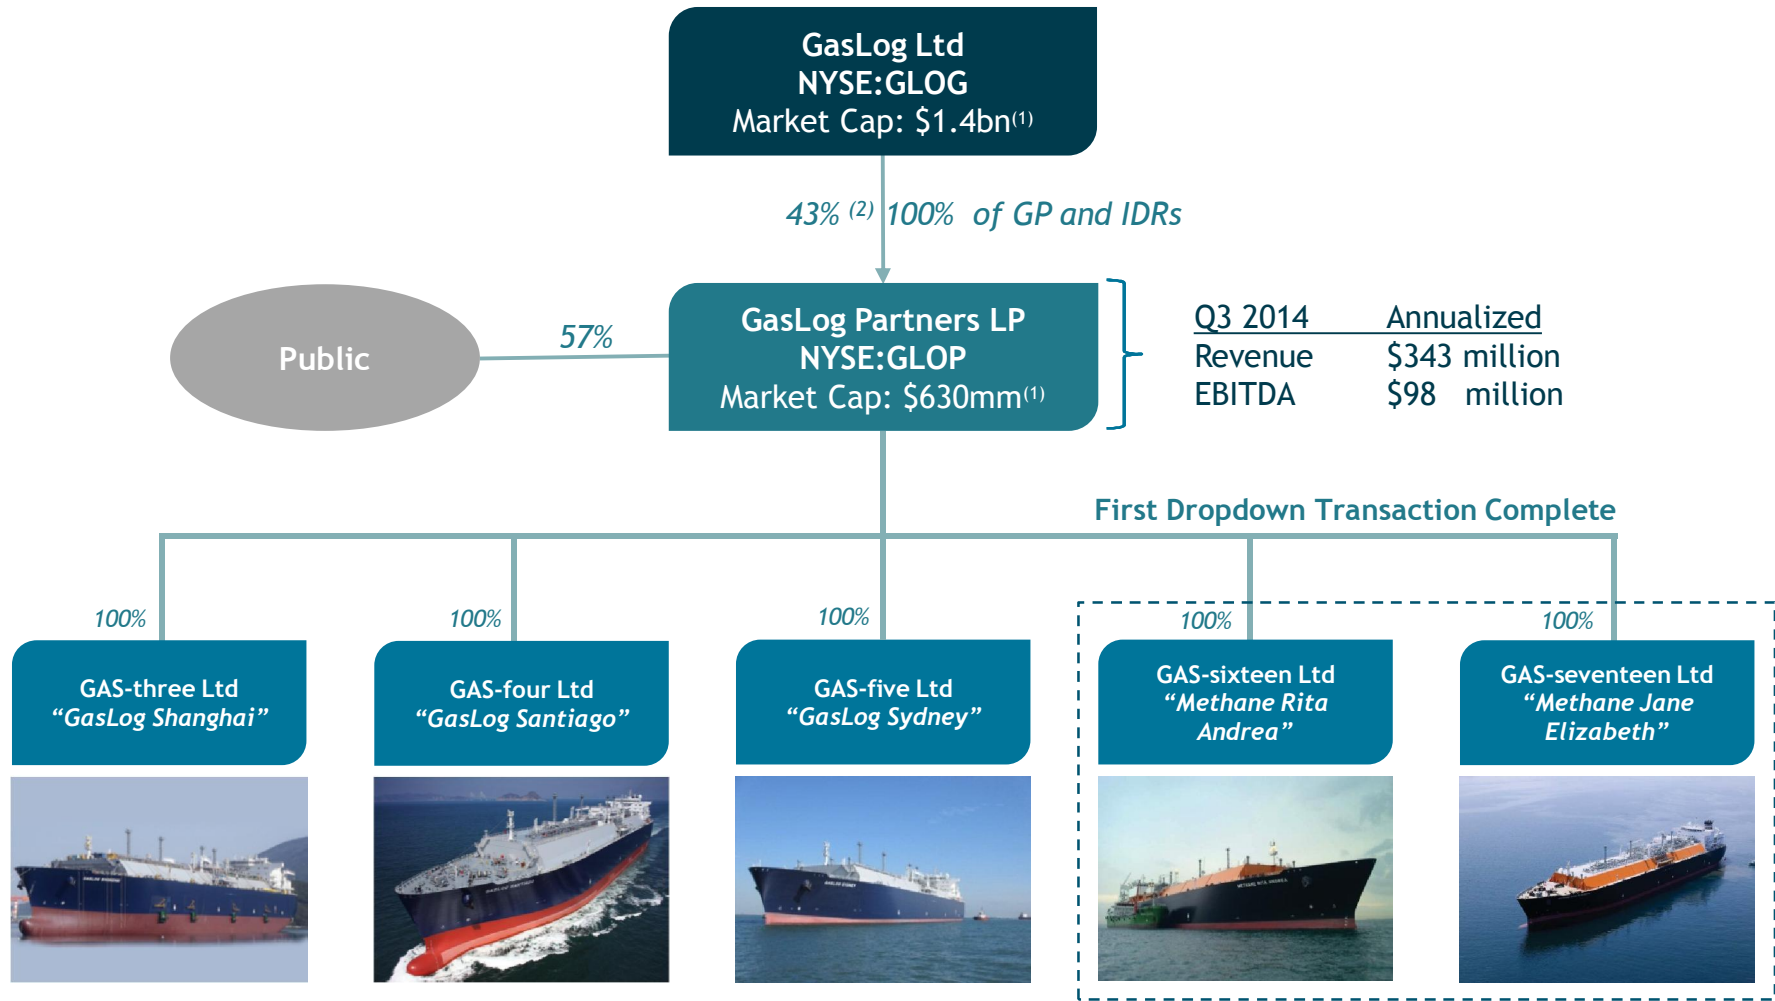 GasLog Ltd
NYSE:GLOG
Market Cap: $1.4bn(1)
43% (2) 100% of GP and IDRs
Public
57%
GasLog Partners LP
NYSE:GLOP
Market Cap: $630mm(1)
Q3 2014 Annualized
Revenue $343 million
EBITDA $98 million
First Dropdown Transaction Complete
100%
100%
100%
100%
100%
GAS-three Ltd
“GasLog Shanghai”
GAS-four Ltd
“GasLog Santiago”
GAS-five Ltd
“GasLog Sydney”
GAS-sixteen Ltd
“Methane Rita
Andrea”
GAS-seventeen Ltd
“Methane Jane
Elizabeth”